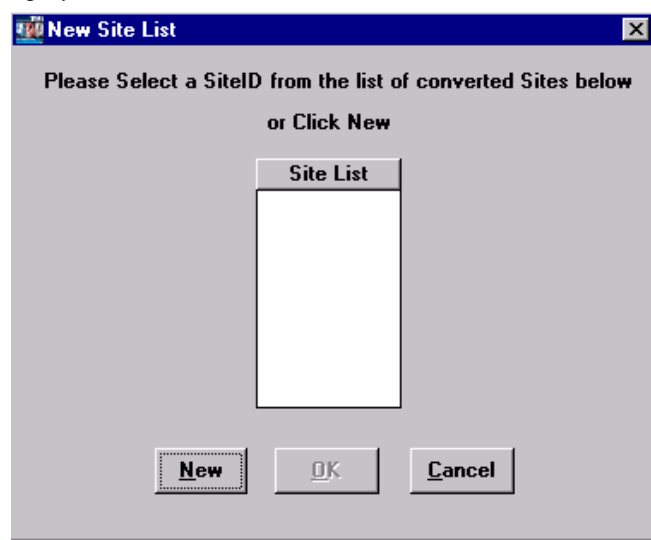 New Site List
Please Select a SiteID from the list of converted Sites below
or Click New
Site List
New OK Cancel